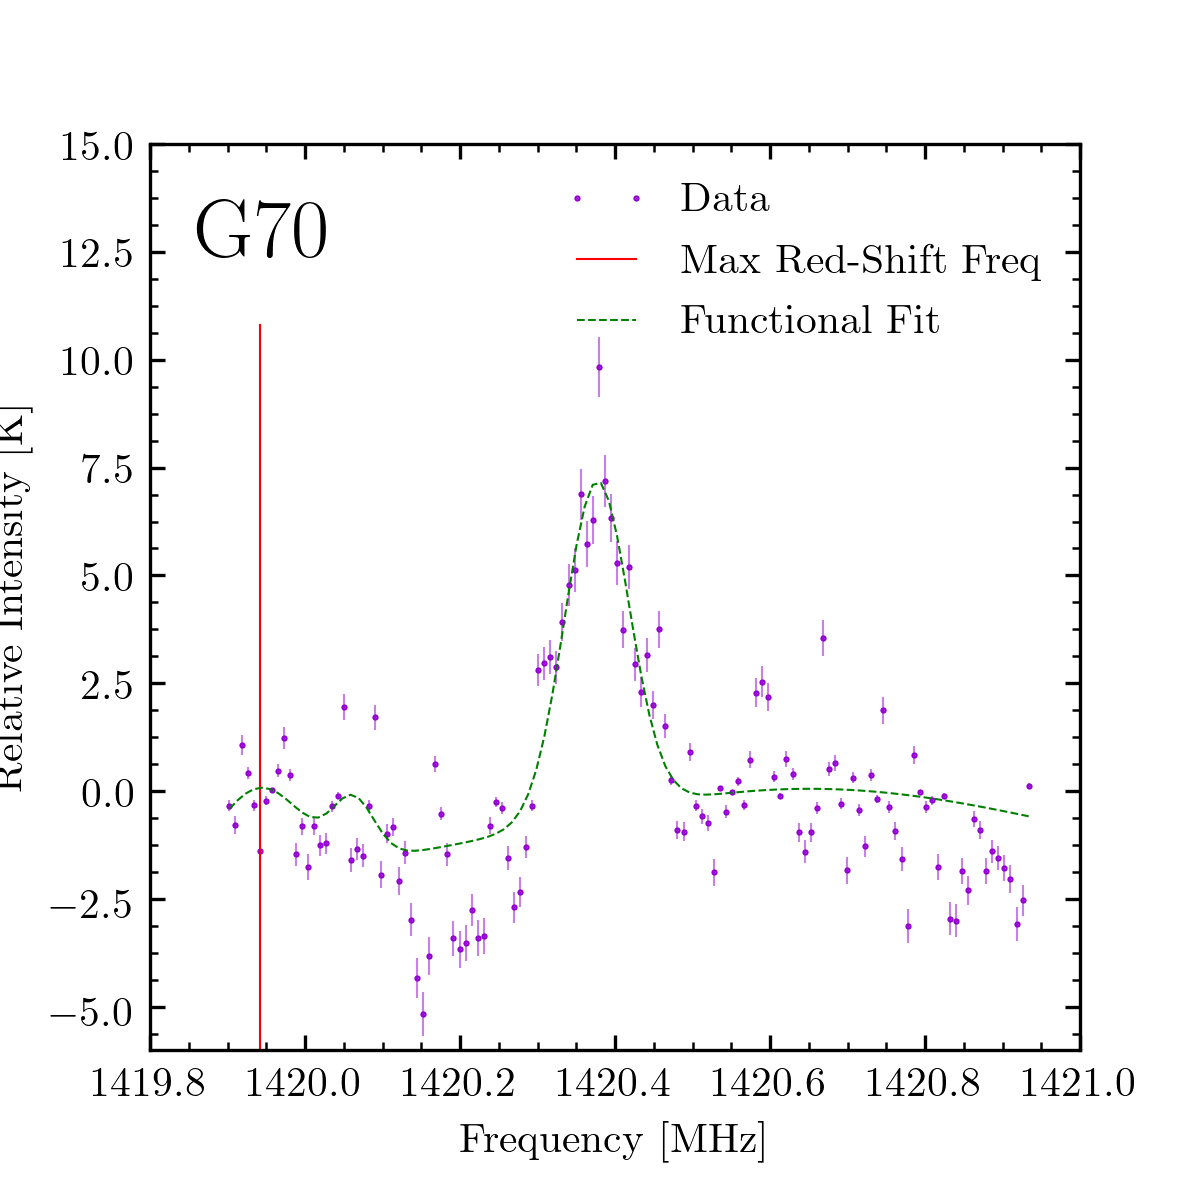 G70
Data
Max Red-Shift Freq
Functional Fit
15.0
12.5
10.0
7.5
5.0
2.5
0.0
−2.5
−5.0
Relative Intensity [K]
1419.8 1420.0 1420.2 1420.4 1420.6 1420.8 1421.0
Frequency [MHz]